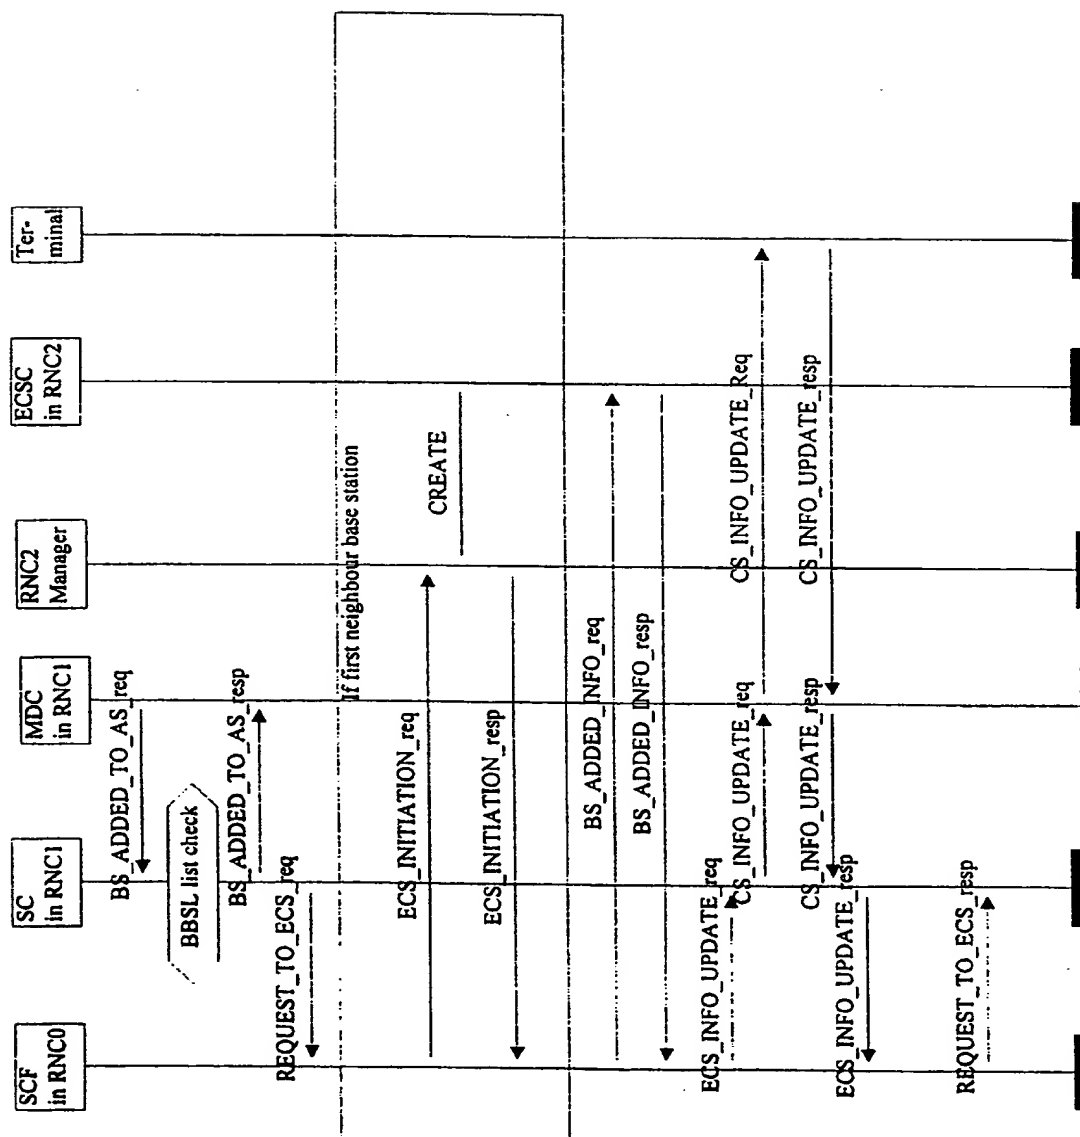 SCF
in RNC0
SC
in RNC1
MDC
in RNC1
RNC2
Manager
ECSC
in RNC2
Ter-
minal
BS_ADDED_TO_AS_req
BBSL list check
BS_ADDED_TO_AS_resp
REQUEST_TO_ECS_req
If first neighbour base station
ECS_INITIATION_req
CREATE
ECS_INITIATION_resp
BS_ADDED_INFO_req
BS_ADDED_INFO_resp
ECS_INFO_UPDATE_req
CS_INFO_UPDATE_req
CS_INFO_UPDATE_Req
CS_INFO_UPDATE_resp
CS_INFO_UPDATE_resp
ECS_INFO_UPDATE_resp
REQUEST_TO_ECS_resp